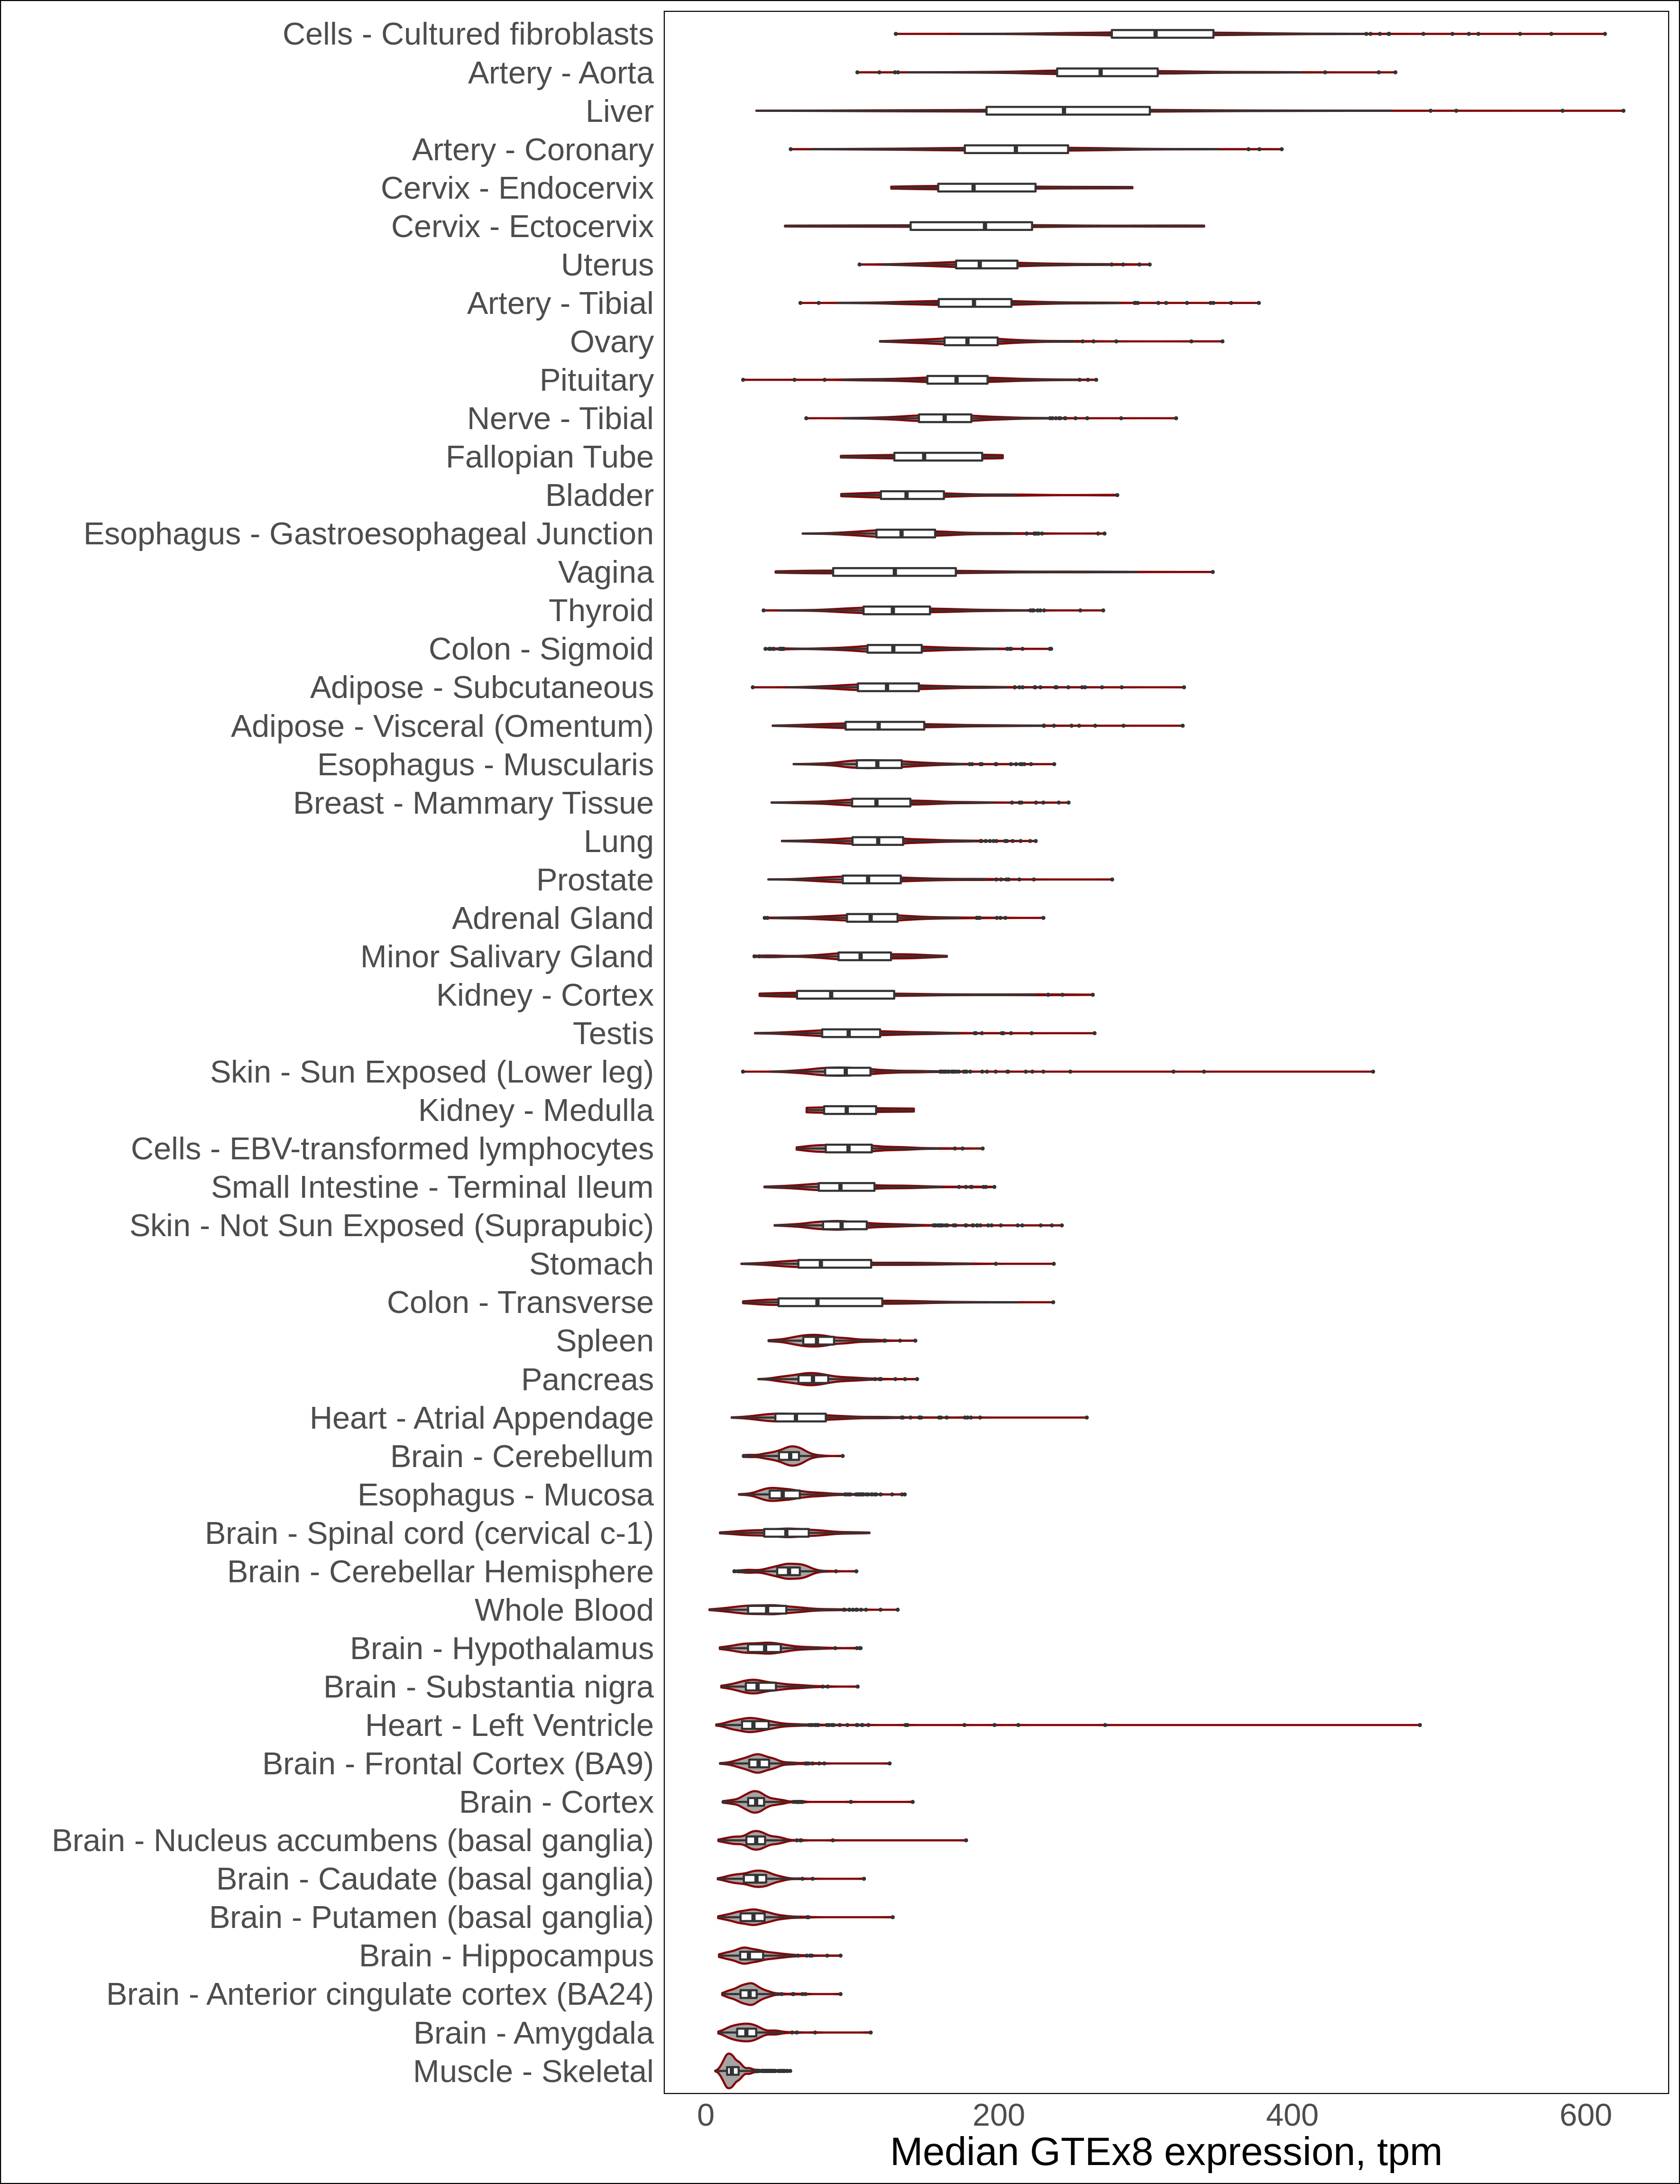 Cells - Cultured fibroblasts
Artery - Aorta
Liver
Artery - Coronary
Cervix - Endocervix
Cervix - Ectocervix
Uterus
Artery - Tibial
Ovary
Pituitary
Nerve - Tibial
Fallopian Tube
Bladder
Esophagus - Gastroesophageal Junction
Vagina
Thyroid
Colon - Sigmoid
Adipose - Subcutaneous
Adipose - Visceral (Omentum)
Esophagus - Muscularis
Breast - Mammary Tissue
Lung
Prostate
Adrenal Gland
Minor Salivary Gland
Kidney - Cortex
Testis
Skin - Sun Exposed (Lower leg)
Kidney - Medulla
Cells - EBV-transformed lymphocytes
Small Intestine - Terminal Ileum
Skin - Not Sun Exposed (Suprapubic)
Stomach
Colon - Transverse
Spleen
Pancreas
Heart - Atrial Appendage
Brain - Cerebellum
Esophagus - Mucosa
Brain - Spinal cord (cervical c-1)
Brain - Cerebellar Hemisphere
Whole Blood
Brain - Hypothalamus
Brain - Substantia nigra
Heart - Left Ventricle
Brain - Frontal Cortex (BA9)
Brain - Cortex
Brain - Nucleus accumbens (basal ganglia)
Brain - Caudate (basal ganglia)
Brain - Putamen (basal ganglia)
Brain - Hippocampus
Brain - Anterior cingulate cortex (BA24)
Brain - Amygdala
Muscle - Skeletal
0 200 400 600
Median GTEx8 expression, tpm